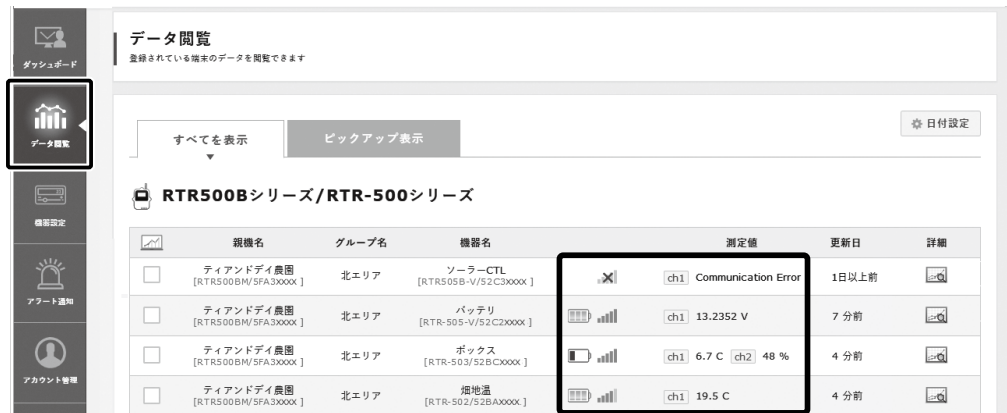 データ閲覧
登録されている端末のデータを閲覧できます
ダッシュボード
データ閲覧
機器設定
アラート通知
アカウント管理
すべてを表示
ピックアップ表示
日付設定
RTR500Bシリーズ/RTR-500シリーズ
親機名 グループ名 機器名 測定値 更新日 詳細
ティアンドデイ農園 北エリア ソーラーCTL ch1 Communication Error 1日以上前
[RTR500BM/5FA3XXXX ] [RTR505B-V/52C3XXXX ]
ティアンドデイ農園 北エリア バッテリ ch1 13.2352 V 7 分前
[RTR500BM/5FA3XXXX ] [RTR-505-V/52C2XXXX ]
ティアンドデイ農園 北エリア ボックス ch1 6.7 C ch2 48 % 4 分前
[RTR500BM/5FA3XXXX ] [RTR-503/52BCXXXX ]
ティアンドデイ農園 北エリア 畑地温 ch1 19.5 C 4 分前
[RTR500BM/5FA3XXXX ] [RTR-502/52BAXXXX ]